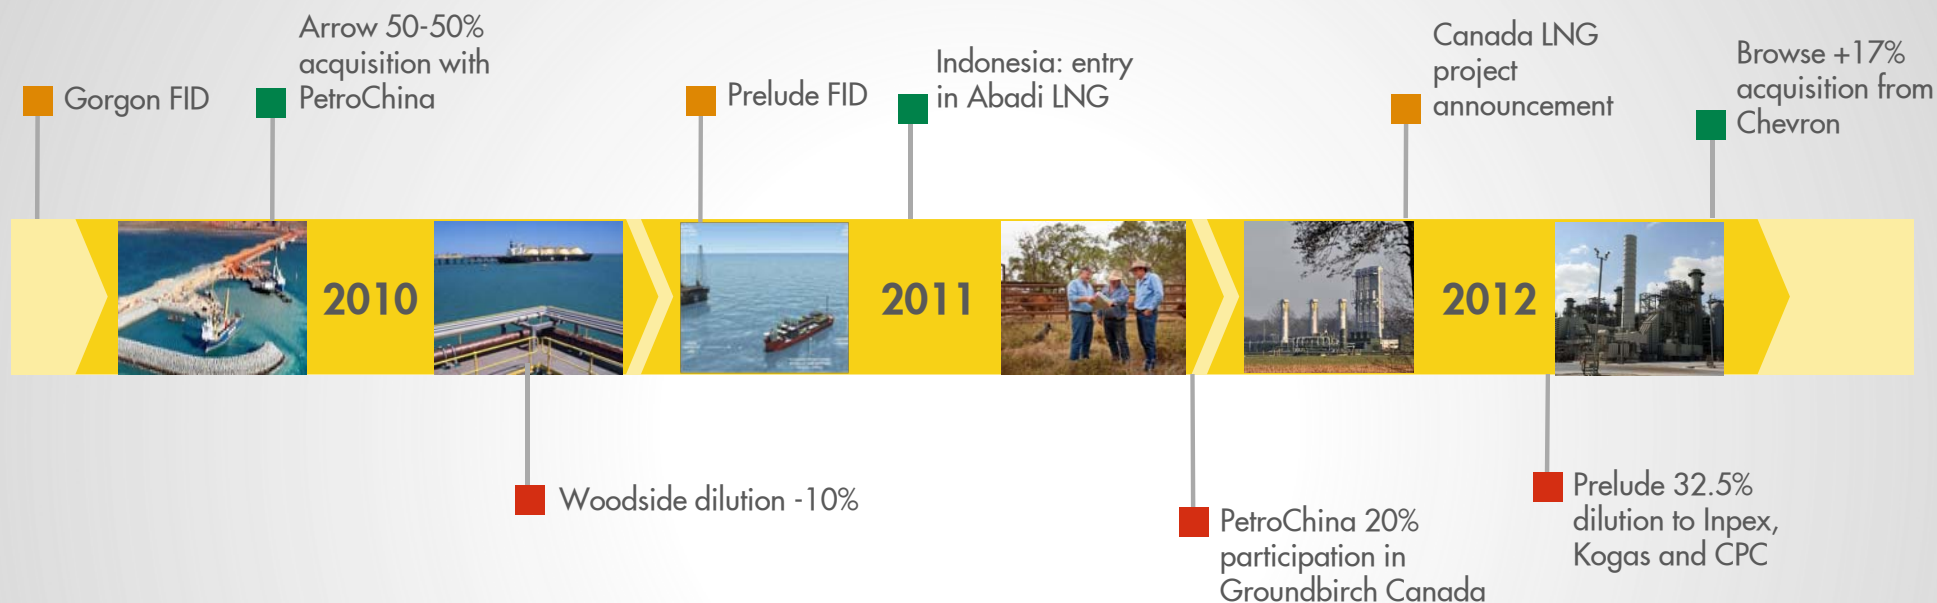 Gorgon FID
Arrow 50-50%
acquisition with
PetroChina
Prelude FID
Indonesia: entry
in Abadi LNG
Canada LNG
project
announcement
Browse +17%
acquisition from
Chevron
2010
2011
2012
Woodside dilution -10%
PetroChina 20%
participation in
Groundbirch Canada
Prelude 32.5%
dilution to Inpex,
Kogas and CPC